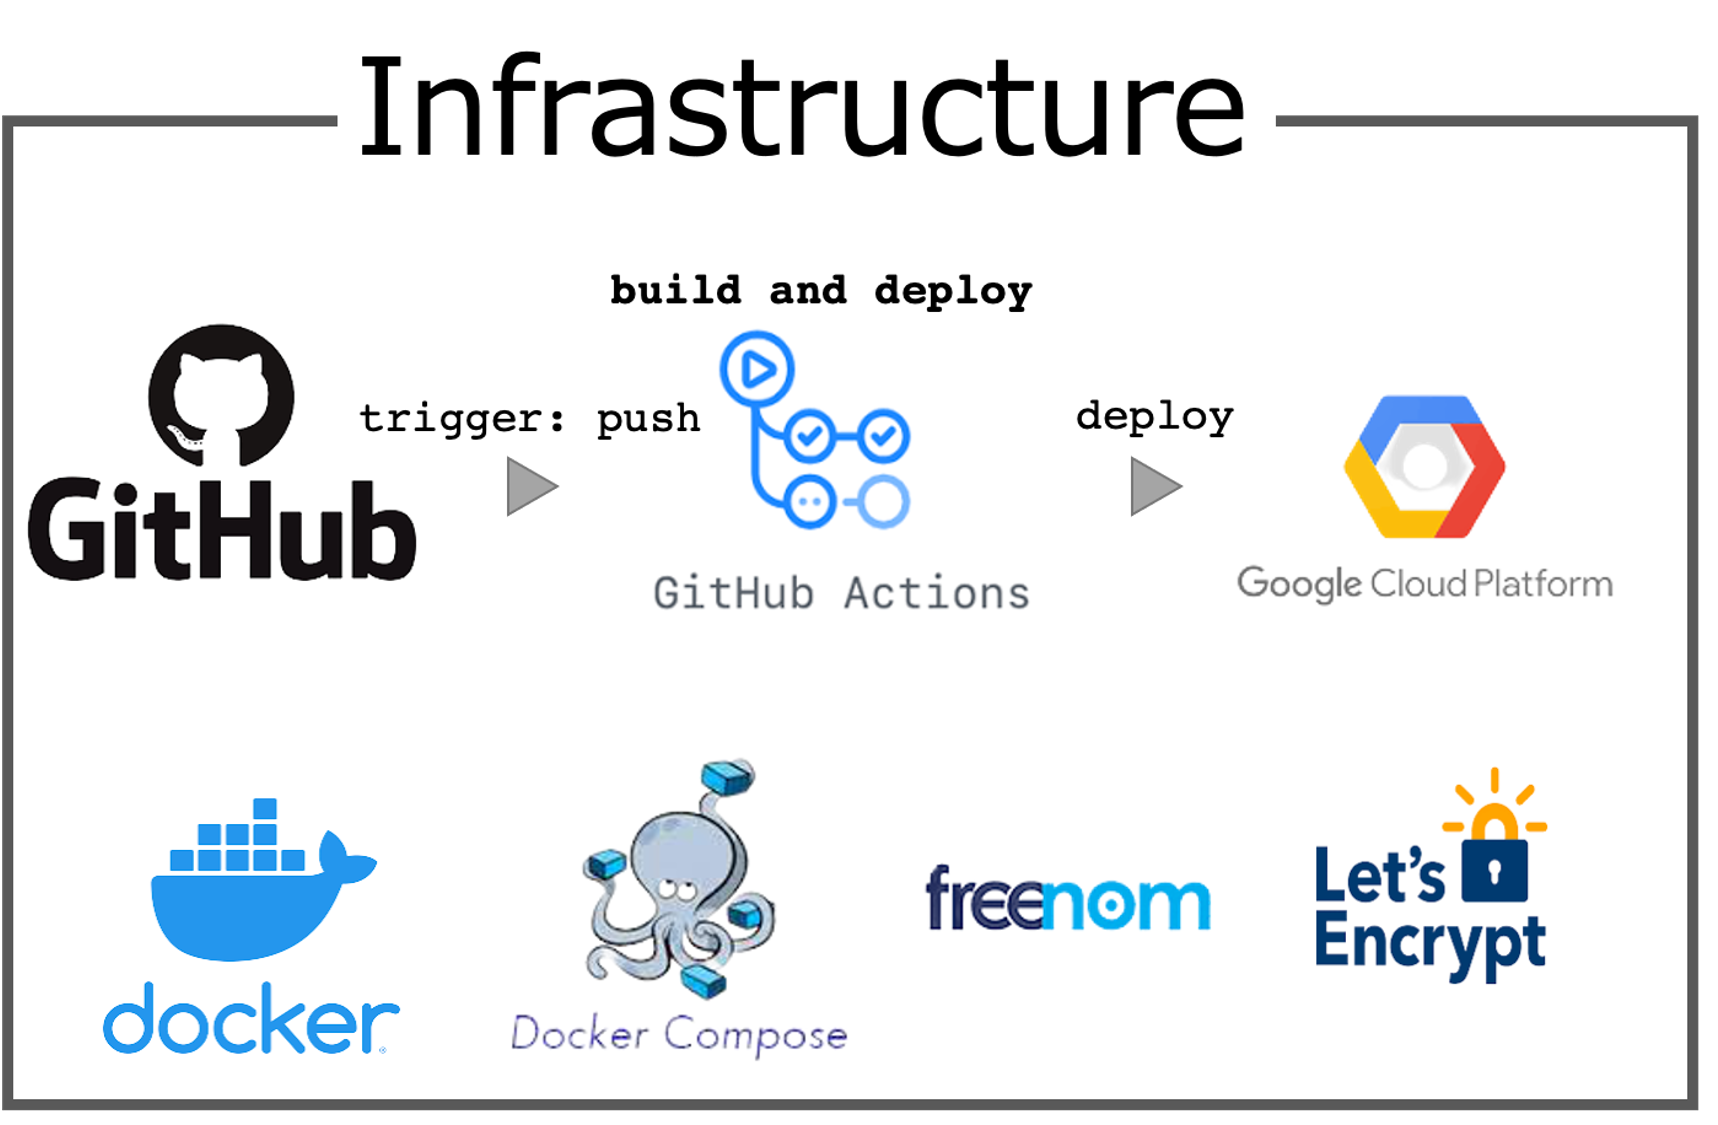 Infrastructure
build and deploy
trigger: push
deploy
GitHub
GitHub Actions
Google Cloud Platform
docker
Docker Compose
freenom
Let's
Encrypt